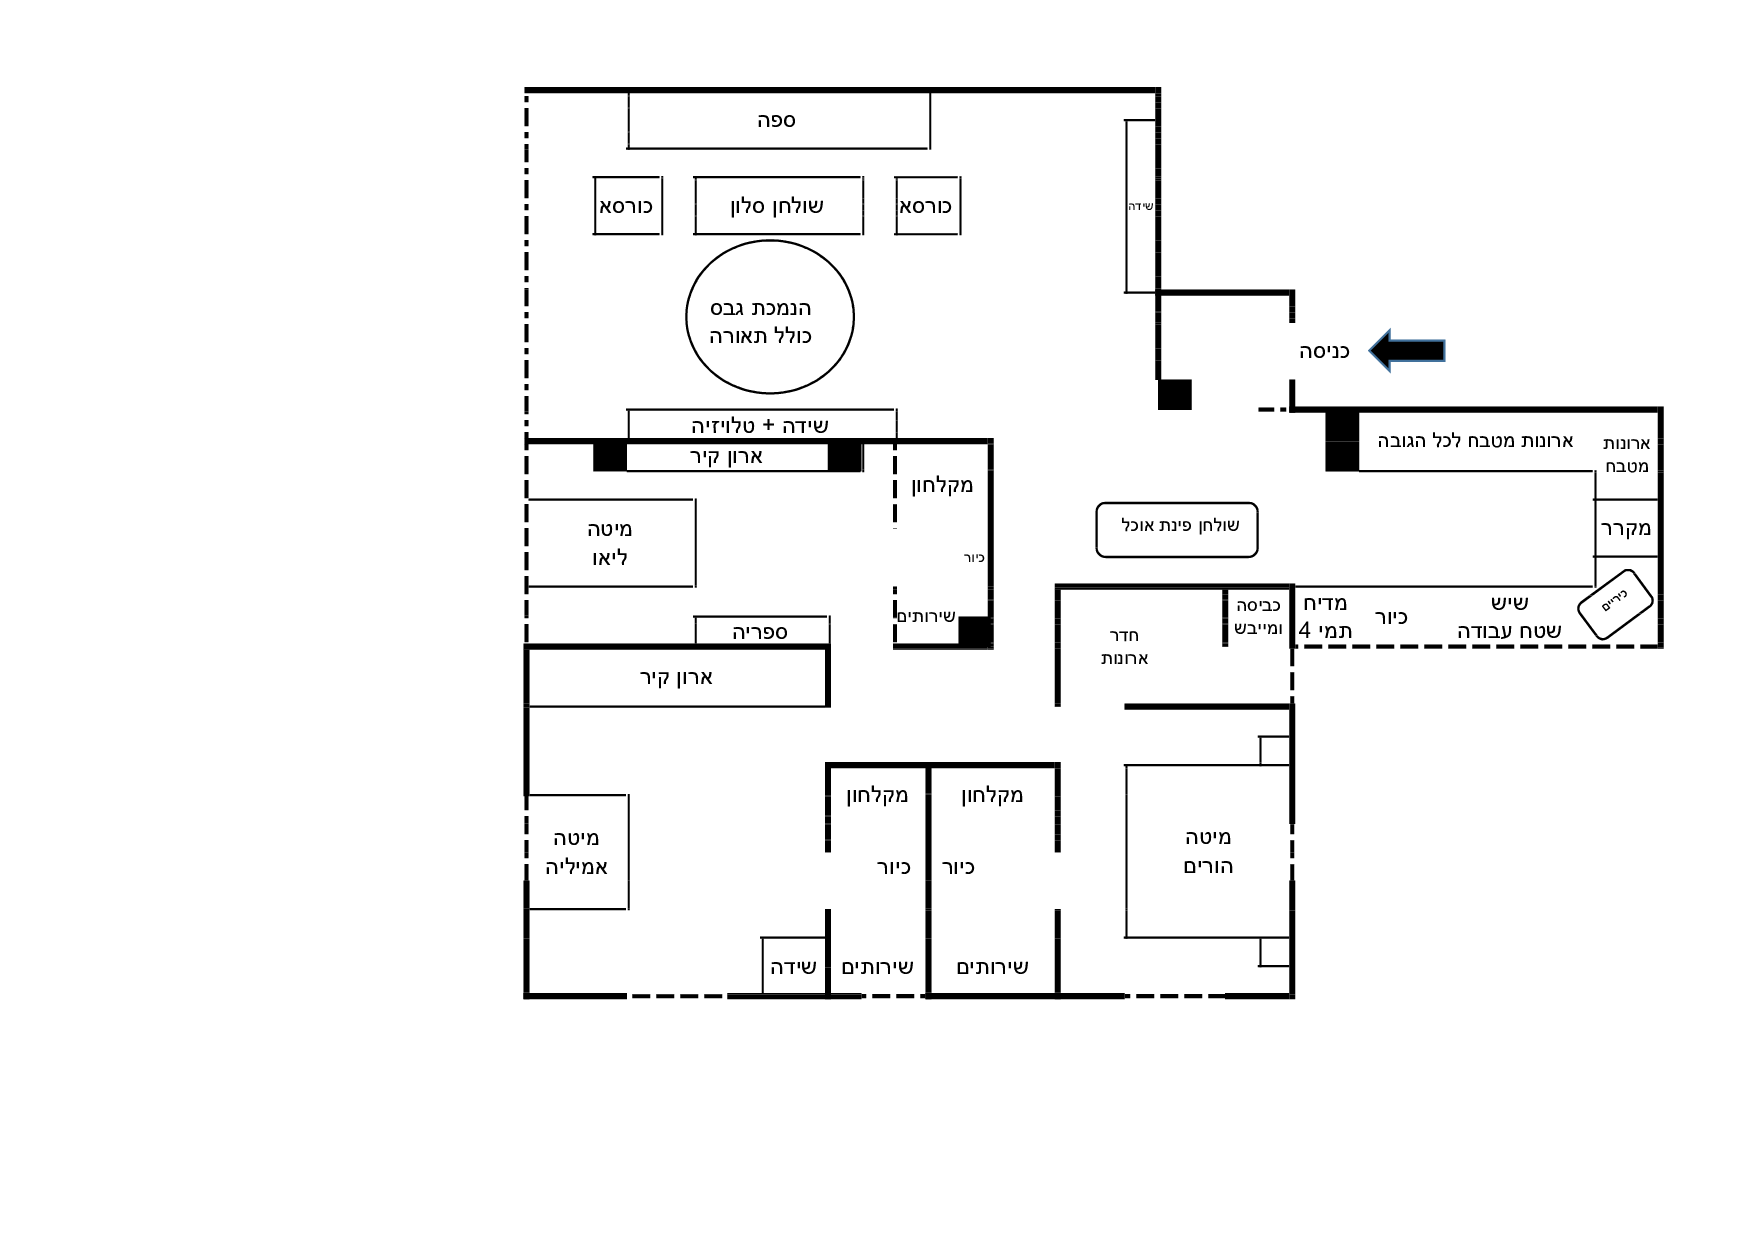 ספה
שידה
כורסא
שולחן סלון
כורסא
הנמכת גבס
כולל תאורה
כניסה
שידה + טלויזיה
ארון קיר
ארונות מטבח לכל הגובה
ארונות
מטבח
מקלחון
שולחן פינת אוכל
מקרר
מיטה
ליאו
כיור
כיריים
שירותים
ספריה
חדר
ארונות
כביסה
ומייבש
מדיח
תמי 4
כיור
שיש
שטח עבודה
ארון קיר
מקלחון
מקלחון
מיטה
אמיליה
מיטה
הורים
כיור
כיור
שידה
שירותים
שירותים